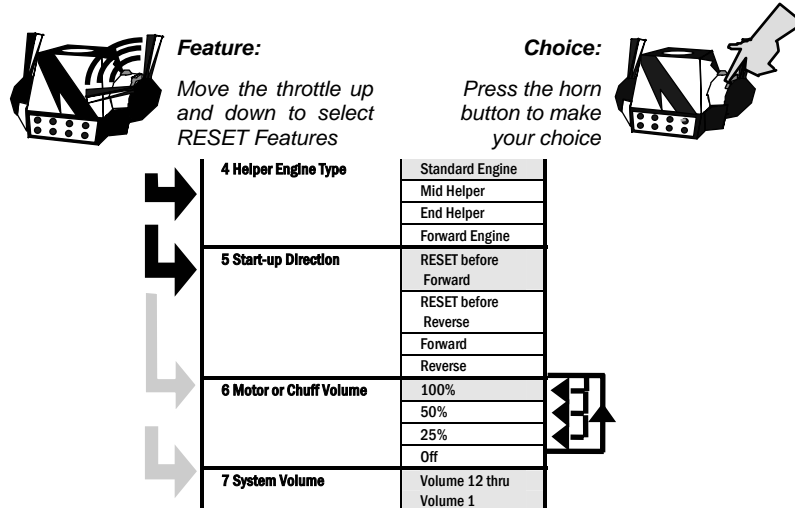 Feature:
Move the throttle up
and down to select
RESET Features
Choice:
Press the horn
button to make
your choice
4 Helper Engine Type
Standard Engine
Mid Helper
End Helper
Forward Engine
5 Start-up Direction
RESET before
Forward
RESET before
Reverse
Forward
Reverse
6 Motor or Chuff Volume
100%
50%
25%
Off
7 System Volume
Volume 12 thru
Volume 1